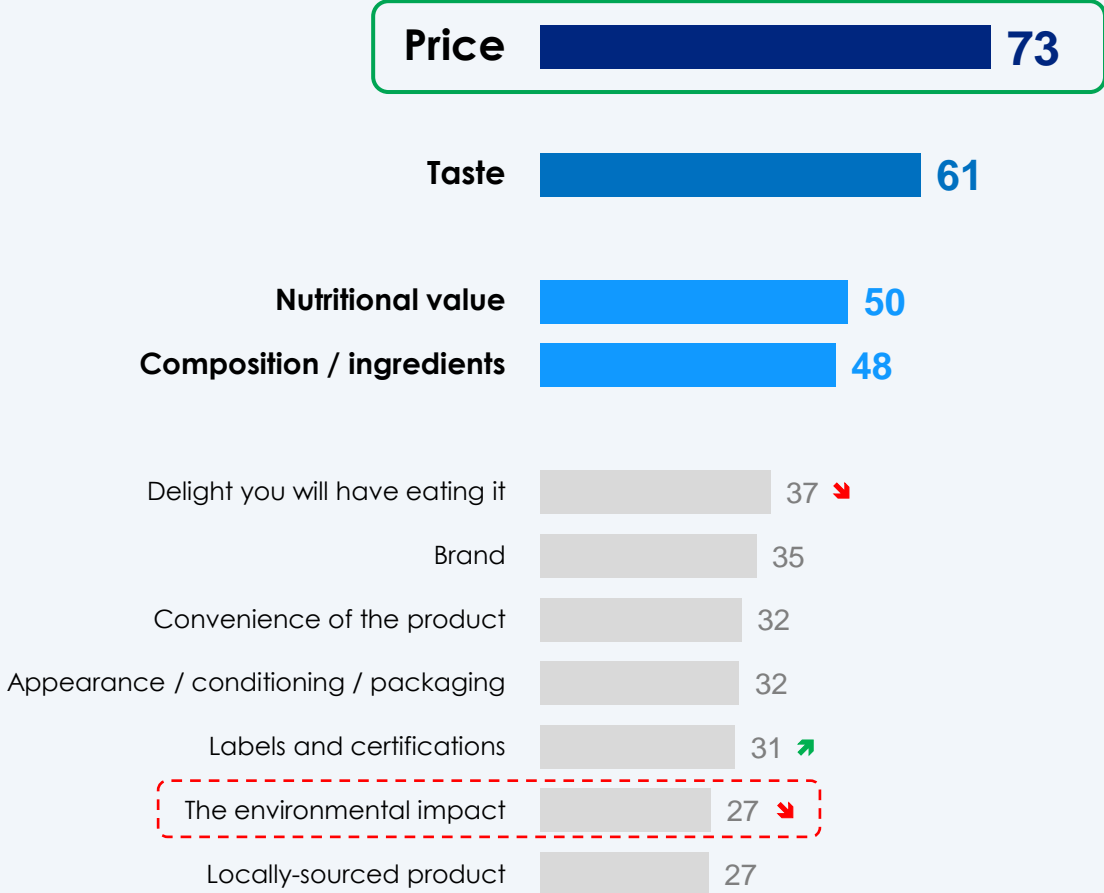 Price 73
Taste 61
Nutritional value 50
Composition / ingredients 48
Delight you will have eating it 37
Brand 35
Convenience of the product 32
Appearance / conditioning / packaging 32
Labels and certifications 31
The environmental impact 27
Locally-sourced product 27